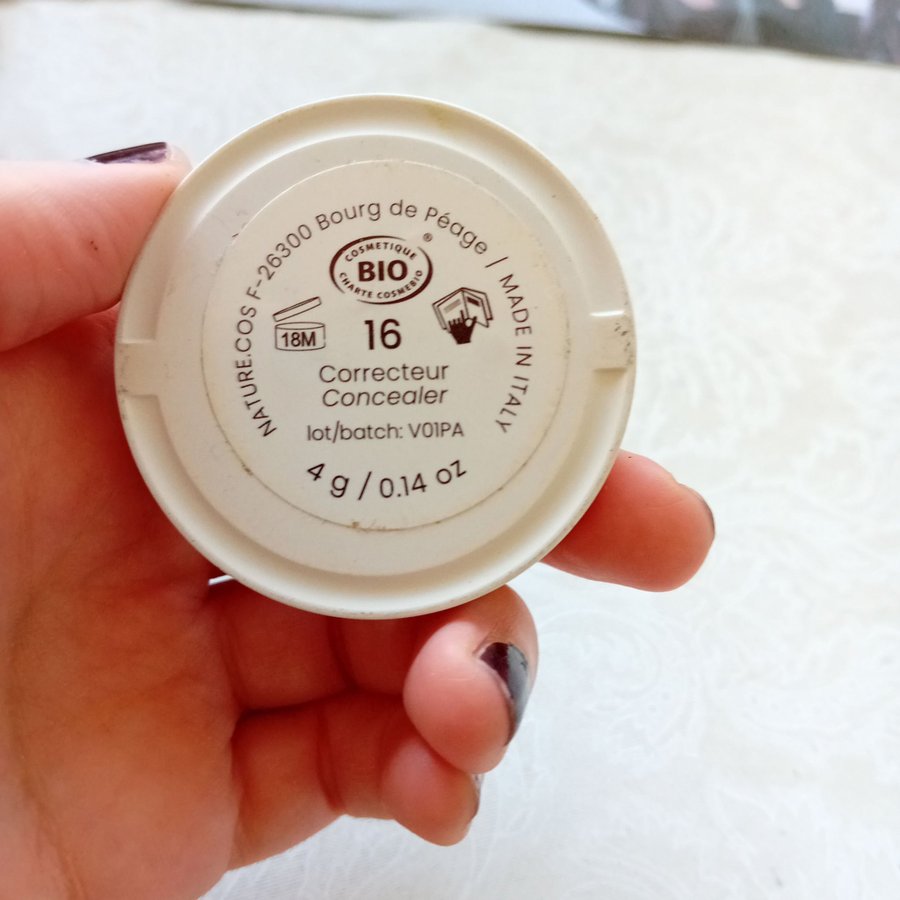 NATURE.COS F-26300 Bourg de Péage | MADE IN ITALY
COSMETIQUE ®
BIO
CHARTE COSMEBIO
18M
16
Correcteur
Concealer
lot/batch: V01PA
4 g / 0.14 oz